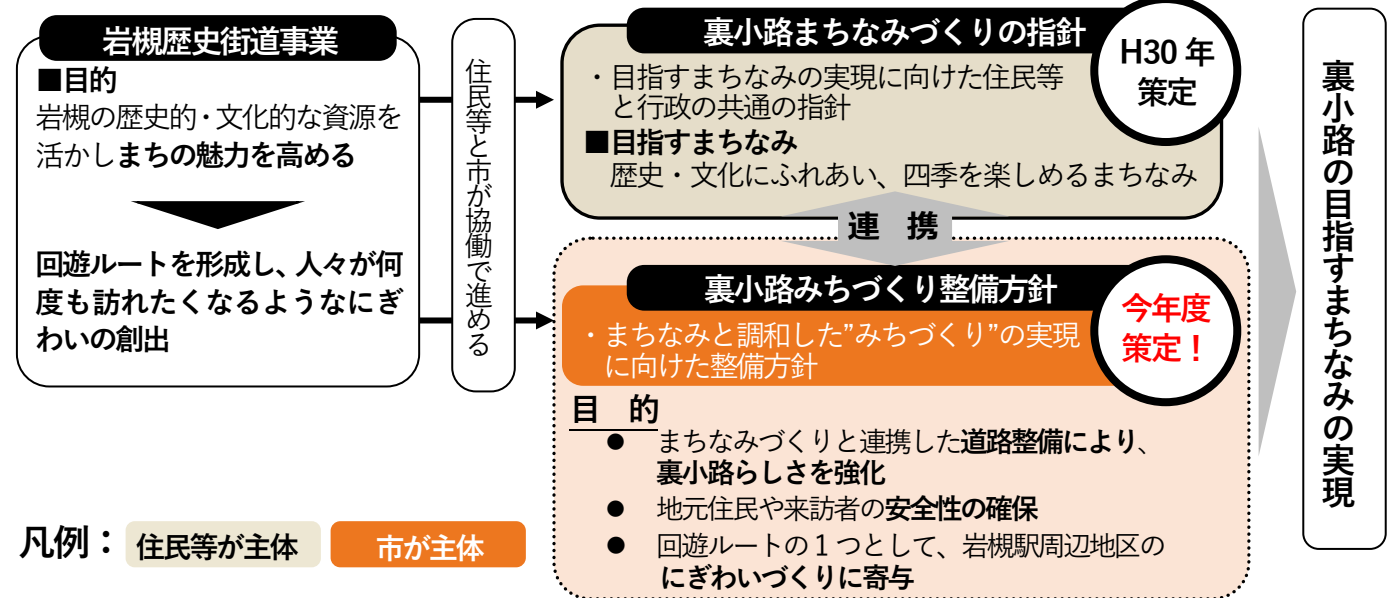 岩槻歴史街道事業
■目的
岩槻の歴史的・文化的な資源を
活かしまちの魅力を高める
回遊ルートを形成し、人々が何
度も訪れたくなるようなにぎ
わいの創出
住民等と市が協働で進める
裏小路まちなみづくりの指針
H30 年
策定
・目指すまちなみの実現に向けた住民等
と行政の共通の指針
■目指すまちなみ
歴史・文化にふれあい、四季を楽しめるまちなみ
連 携
裏小路みちづくり整備方針
今年度
策定！
・まちなみと調和した”みちづくり”の実現
に向けた整備方針
目 的
● まちなみづくりと連携した道路整備により、
裏小路らしさを強化
● 地元住民や来訪者の安全性の確保
● 回遊ルートの１つとして、岩槻駅周辺地区の
にぎわいづくりに寄与
裏小路の目指すまちなみの実現
凡例： 住民等が主体 市が主体